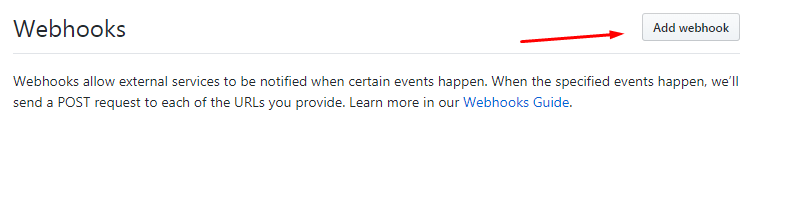 Webhooks
Add webhook
Webhooks allow external services to be notified when certain events happen. When the specified events happen, we'll
send a POST request to each of the URLs you provide. Learn more in our Webhooks Guide.